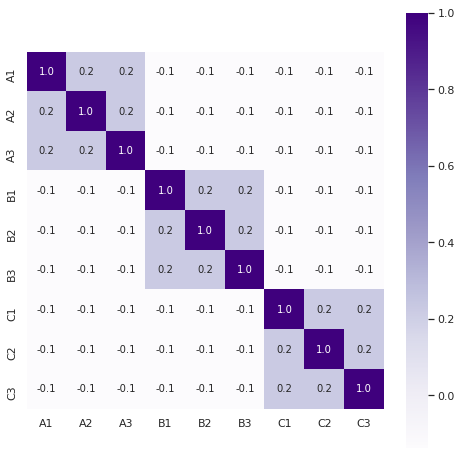 1.0
A1 1.0 0.2 0.2 -0.1 -0.1 -0.1 -0.1 -0.1 -0.1
A2 0.2 1.0 0.2 -0.1 -0.1 -0.1 -0.1 -0.1 -0.1
0.8
A3 0.2 0.2 1.0 -0.1 -0.1 -0.1 -0.1 -0.1 -0.1
B1 -0.1 -0.1 -0.1 1.0 0.2 0.2 -0.1 -0.1 -0.1
0.6
B2 -0.1 -0.1 -0.1 0.2 1.0 0.2 -0.1 -0.1 -0.1
0.4
B3 -0.1 -0.1 -0.1 0.2 0.2 1.0 -0.1 -0.1 -0.1
C1 -0.1 -0.1 -0.1 -0.1 -0.1 -0.1 1.0 0.2 0.2
0.2
C2 -0.1 -0.1 -0.1 -0.1 -0.1 -0.1 0.2 1.0 0.2
C3 -0.1 -0.1 -0.1 -0.1 -0.1 -0.1 0.2 0.2 1.0
0.0
A1 A2 A3 B1 B2 B3 C1 C2 C3